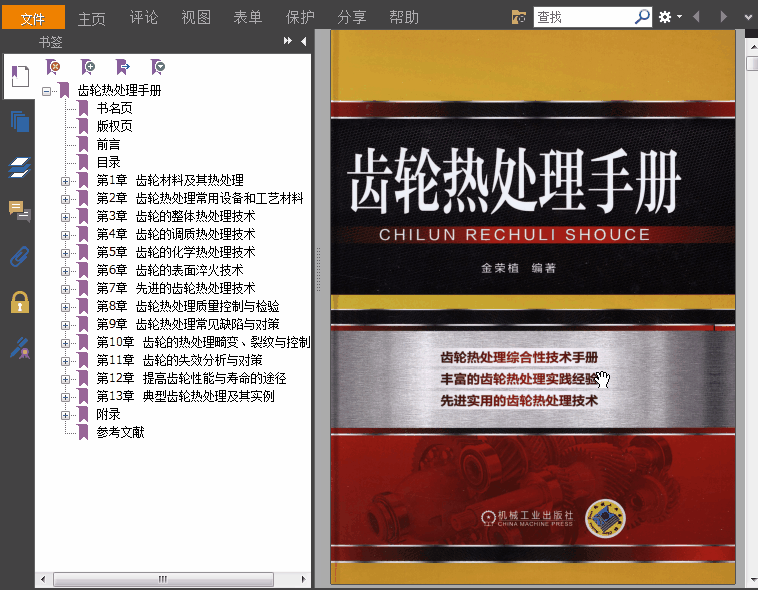 文件 主页 评论 视图 表单 保护 分享 帮助 查找
书签
齿轮热处理手册
书名页
版权页
前言
目录
第1章 齿轮材料及其热处理
第2章 齿轮热处理常用设备和工艺材料
第3章 齿轮的整体热处理技术
第4章 齿轮的调质热处理技术
第5章 齿轮的化学热处理技术
第6章 齿轮的表面淬火技术
第7章 先进的齿轮热处理技术
第8章 齿轮热处理质量控制与检验
第9章 齿轮热处理常见缺陷与对策
第10章 齿轮的热处理畸变、裂纹与控制
第11章 齿轮的失效分析与对策
第12章 提高齿轮性能与寿命的途径
第13章 典型齿轮热处理及其实例
附录
参考文献
齿轮热处理手册
CHILUN RECHULI SHOUCE
金荣植 编著
齿轮热处理综合性技术手册
丰富的齿轮热处理实践经验
先进实用的齿轮热处理技术
机械工业出版社
CHINA MACHINE PRESS